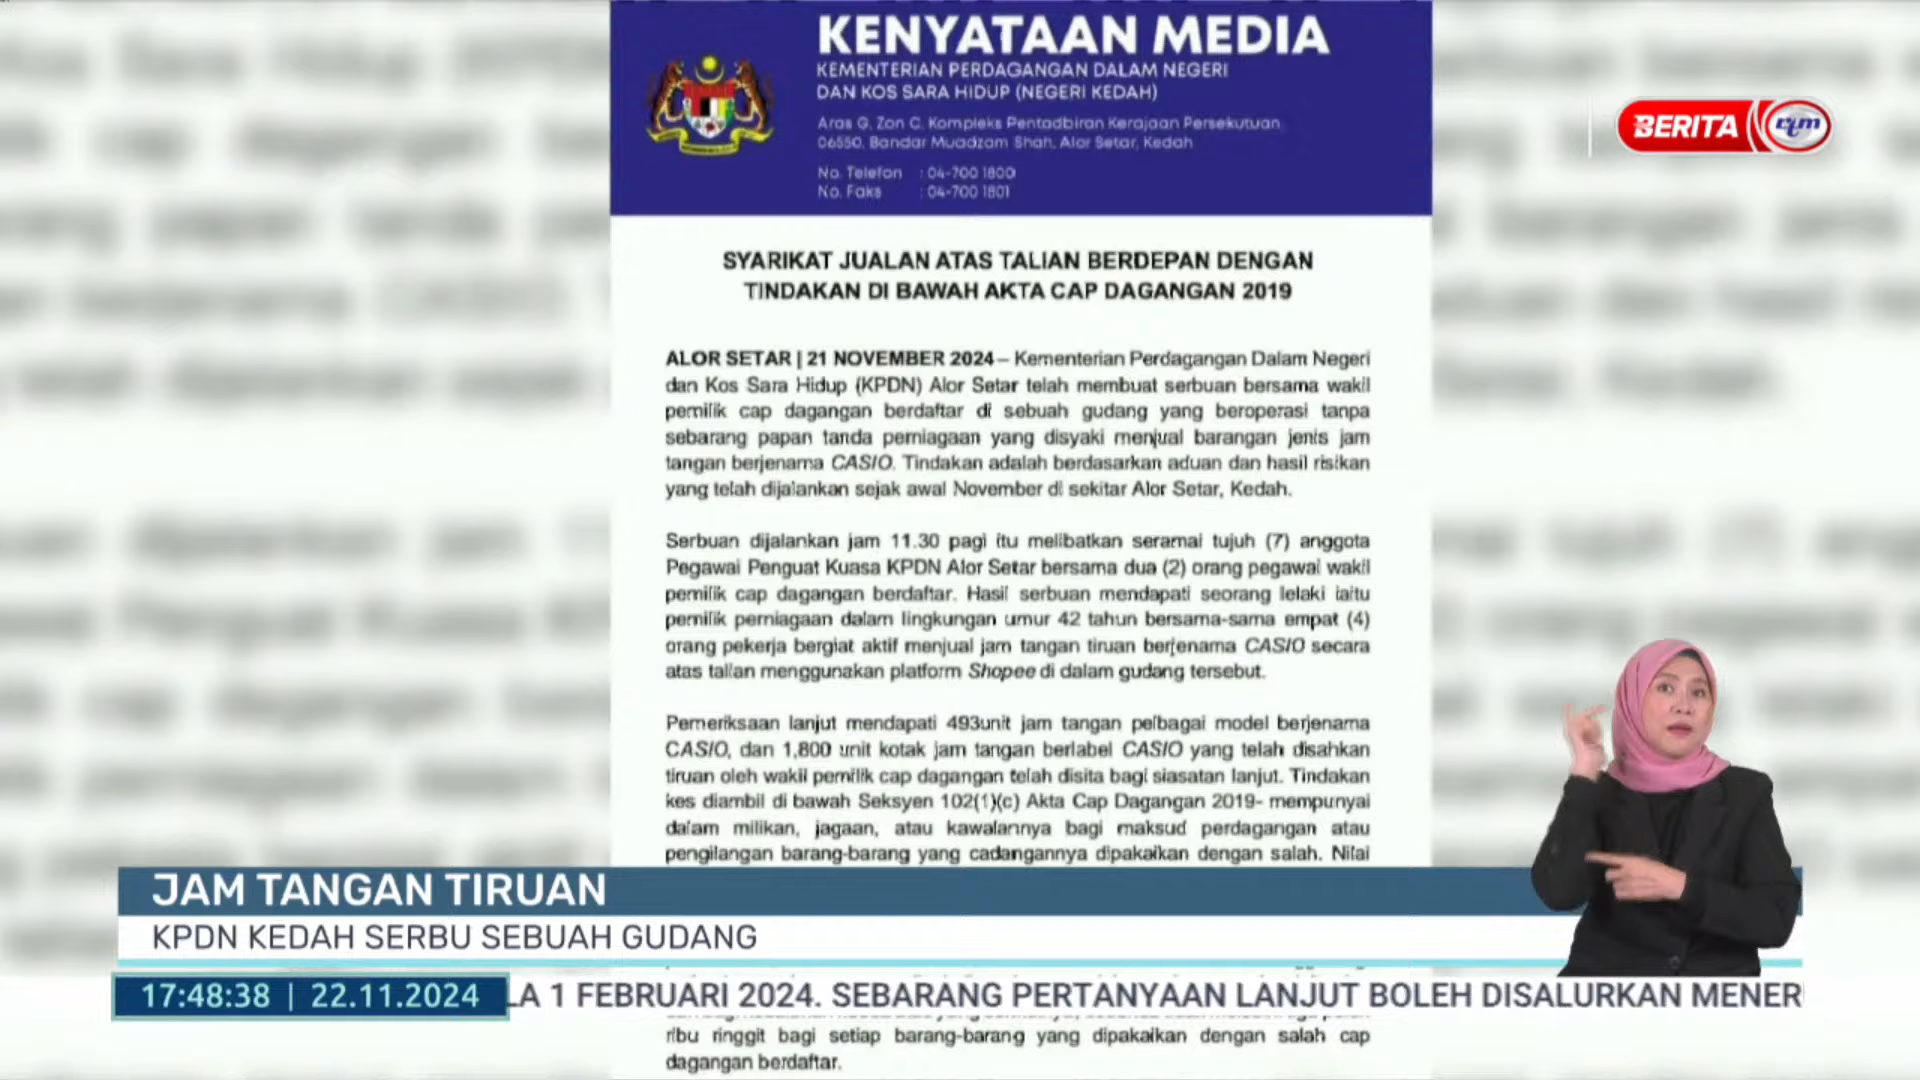 KENYATAAN MEDIA
KEMENTERIAN PERDAGANGAN DALAM NEGERI
DAN KOS SARA HIDUP (NEGERI KEDAH)
Aras G, Zon C, Kompleks Pentadbiran Kerajaan Persekutuan
06550, Bandar Muadzam Shah, Alor Setar, Kedah
No. Telefon : 04-700 1800
No. Faks : 04-700 1801
BERITA rtm
SYARIKAT JUALAN ATAS TALIAN BERDEPAN DENGAN
TINDAKAN DI BAWAH AKTA CAP DAGANGAN 2019
ALOR SETAR | 21 NOVEMBER 2024 – Kementerian Perdagangan Dalam Negeri
dan Kos Sara Hidup (KPDN) Alor Setar telah membuat serbuan bersama wakil
pemilik cap dagangan berdaftar di sebuah gudang yang beroperasi tanpa
sebarang papan tanda perniagaan yang disyaki menjual barangan jenis jam
tangan berjenama CASIO. Tindakan adalah berdasarkan aduan dan hasil risikan
yang telah dijalankan sejak awal November di sekitar Alor Setar, Kedah.
Serbuan dijalankan jam 11.30 pagi itu melibatkan seramai tujuh (7) anggota
Pegawai Penguat Kuasa KPDN Alor Setar bersama dua (2) orang pegawai wakil
pemilik cap dagangan berdaftar. Hasil serbuan mendapati seorang lelaki iaitu
pemilik perniagaan dalam lingkungan umur 42 tahun bersama-sama empat (4)
orang pekerja bergiat aktif menjual jam tangan tiruan berjenama CASIO secara
atas talian menggunakan platform Shopee di dalam gudang tersebut.
Pemeriksaan lanjut mendapati 493unit jam tangan pelbagai model berjenama
CASIO, dan 1,800 unit kotak jam tangan berlabel CASIO yang telah disahkan
tiruan oleh wakil pemilik cap dagangan telah disita bagi siasatan lanjut. Tindakan
kes diambil di bawah Seksyen 102(1)(c) Akta Cap Dagangan 2019- mempunyai
dalam milikan, jagaan, atau kawalannya bagi maksud perdagangan atau
pengilangan barang-barang yang cadangannya dipakaikan dengan salah. Nilai
JAM TANGAN TIRUAN
KPDN KEDAH SERBU SEBUAH GUDANG
17:48:38 | 22.11.2024
LA 1 FEBRUARI 2024. SEBARANG PERTANYAAN LANJUT BOLEH DISALURKAN MENER
ribu ringgit bagi setiap barang-barang yang dipakaikan dengan salah cap
dagangan berdaftar.